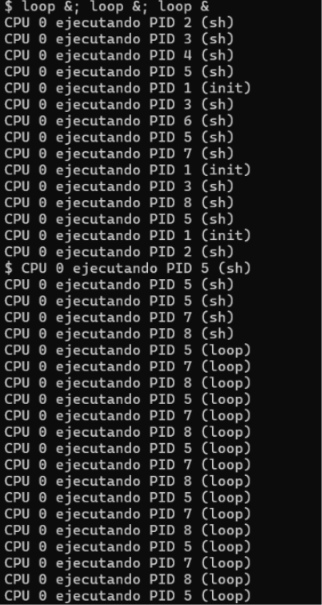 $ loop &; loop &; loop &
CPU 0 ejecutando PID 2 (sh)
CPU 0 ejecutando PID 3 (sh)
CPU 0 ejecutando PID 4 (sh)
CPU 0 ejecutando PID 5 (sh)
CPU 0 ejecutando PID 1 (init)
CPU 0 ejecutando PID 3 (sh)
CPU 0 ejecutando PID 6 (sh)
CPU 0 ejecutando PID 5 (sh)
CPU 0 ejecutando PID 7 (sh)
CPU 0 ejecutando PID 1 (init)
CPU 0 ejecutando PID 3 (sh)
CPU 0 ejecutando PID 8 (sh)
CPU 0 ejecutando PID 5 (sh)
CPU 0 ejecutando PID 1 (init)
CPU 0 ejecutando PID 2 (sh)
$ CPU 0 ejecutando PID 5 (sh)
CPU 0 ejecutando PID 5 (sh)
CPU 0 ejecutando PID 5 (sh)
CPU 0 ejecutando PID 7 (sh)
CPU 0 ejecutando PID 8 (sh)
CPU 0 ejecutando PID 5 (loop)
CPU 0 ejecutando PID 7 (loop)
CPU 0 ejecutando PID 8 (loop)
CPU 0 ejecutando PID 5 (loop)
CPU 0 ejecutando PID 7 (loop)
CPU 0 ejecutando PID 8 (loop)
CPU 0 ejecutando PID 5 (loop)
CPU 0 ejecutando PID 7 (loop)
CPU 0 ejecutando PID 8 (loop)
CPU 0 ejecutando PID 5 (loop)
CPU 0 ejecutando PID 7 (loop)
CPU 0 ejecutando PID 8 (loop)
CPU 0 ejecutando PID 5 (loop)
CPU 0 ejecutando PID 7 (loop)
CPU 0 ejecutando PID 8 (loop)
CPU 0 ejecutando PID 5 (loop)